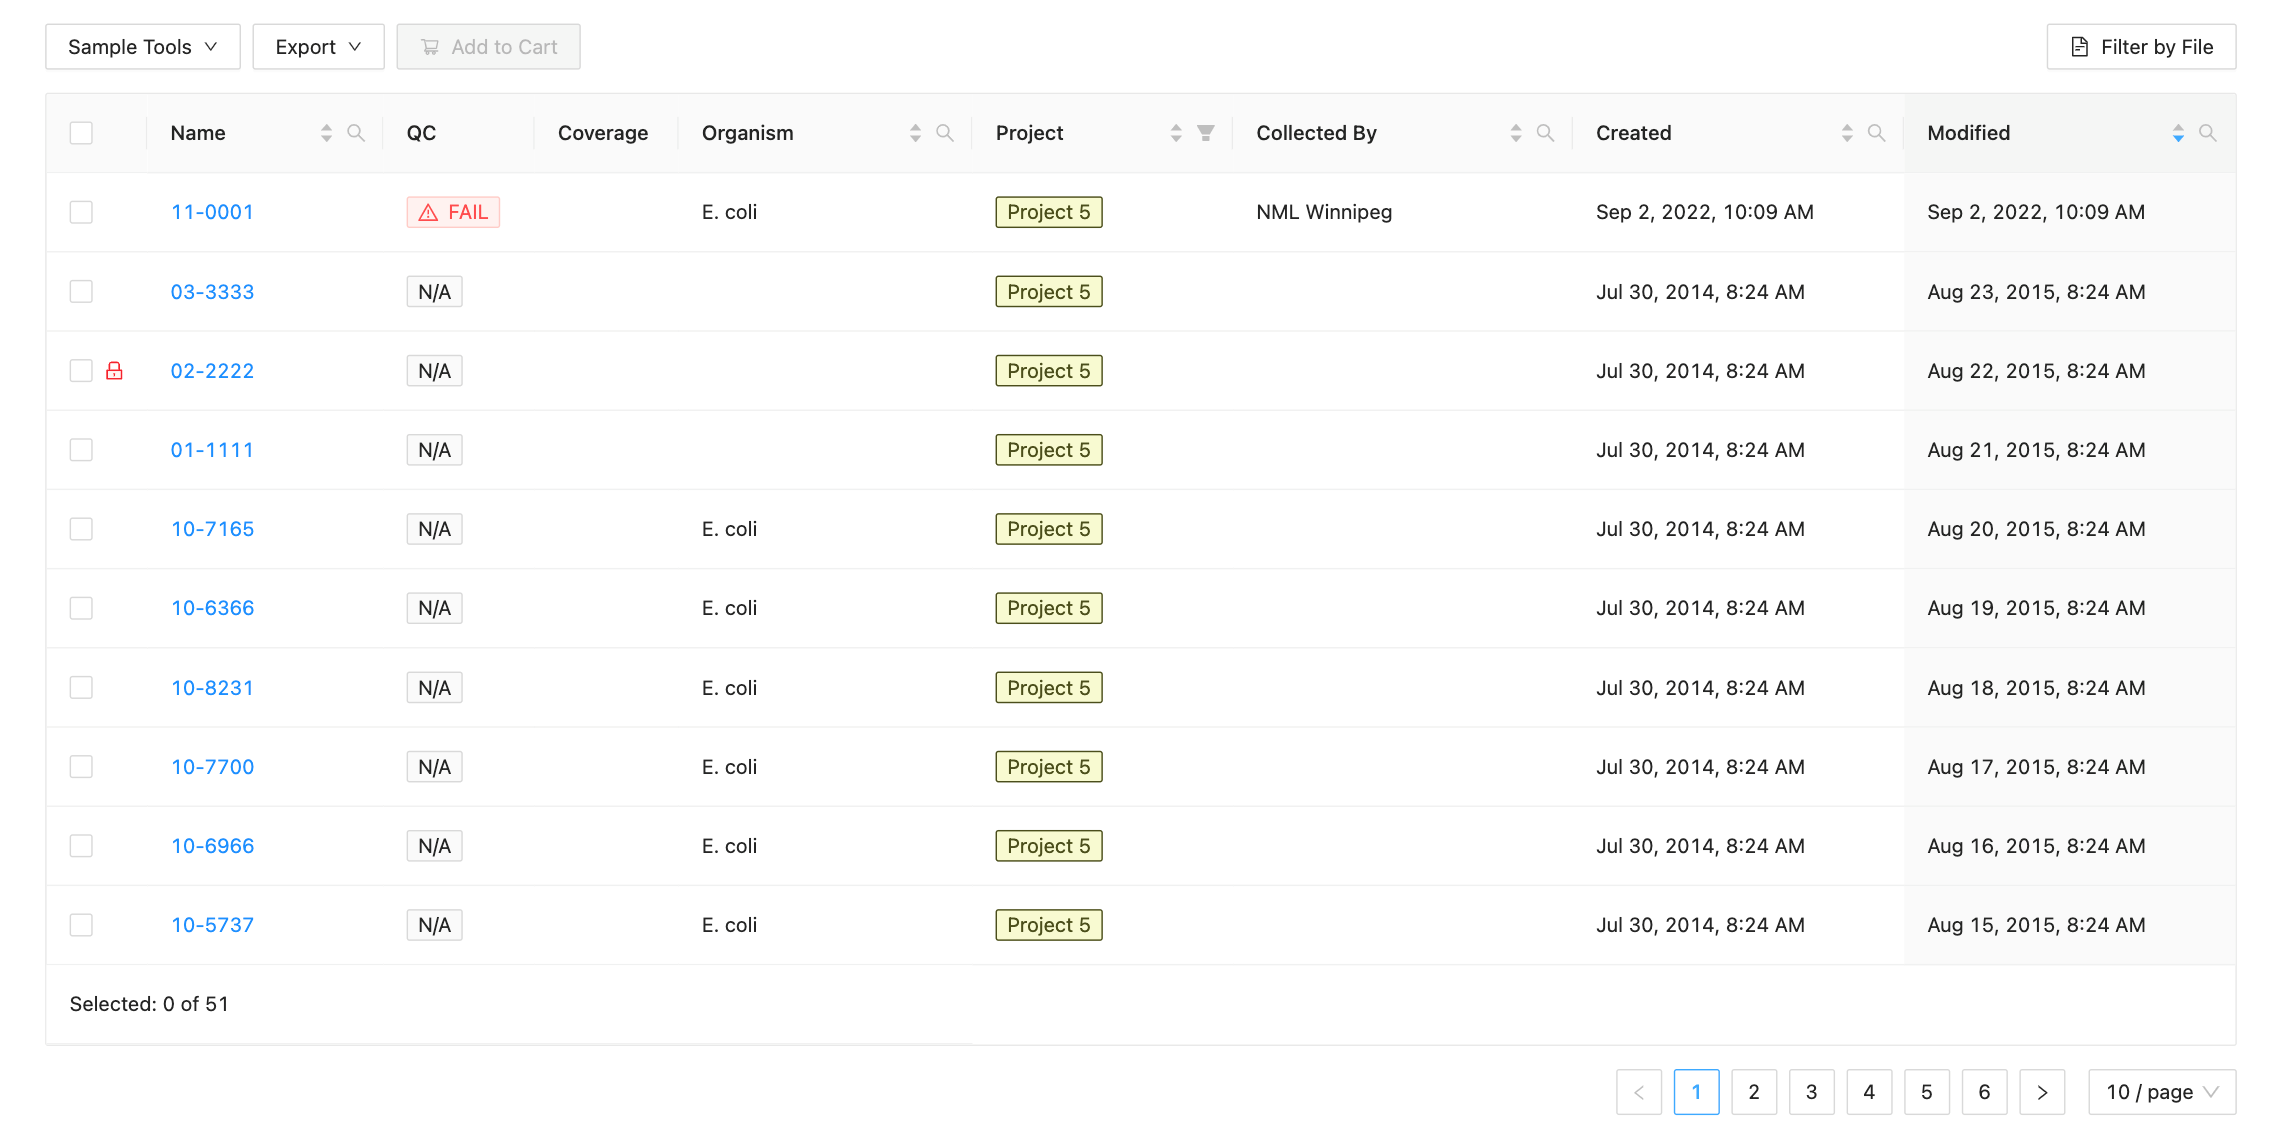 Sample Tools Export Add to Cart Filter by File
Name QC Coverage Organism Project Collected By Created Modified
11-0001 FAIL E. coli Project 5 NML Winnipeg Sep 2, 2022, 10:09 AM Sep 2, 2022, 10:09 AM
03-3333 N/A Project 5 Jul 30, 2014, 8:24 AM Aug 23, 2015, 8:24 AM
02-2222 N/A Project 5 Jul 30, 2014, 8:24 AM Aug 22, 2015, 8:24 AM
01-1111 N/A Project 5 Jul 30, 2014, 8:24 AM Aug 21, 2015, 8:24 AM
10-7165 N/A E. coli Project 5 Jul 30, 2014, 8:24 AM Aug 20, 2015, 8:24 AM
10-6366 N/A E. coli Project 5 Jul 30, 2014, 8:24 AM Aug 19, 2015, 8:24 AM
10-8231 N/A E. coli Project 5 Jul 30, 2014, 8:24 AM Aug 18, 2015, 8:24 AM
10-7700 N/A E. coli Project 5 Jul 30, 2014, 8:24 AM Aug 17, 2015, 8:24 AM
10-6966 N/A E. coli Project 5 Jul 30, 2014, 8:24 AM Aug 16, 2015, 8:24 AM
10-5737 N/A E. coli Project 5 Jul 30, 2014, 8:24 AM Aug 15, 2015, 8:24 AM
Selected: 0 of 51
1 2 3 4 5 6 10 / page